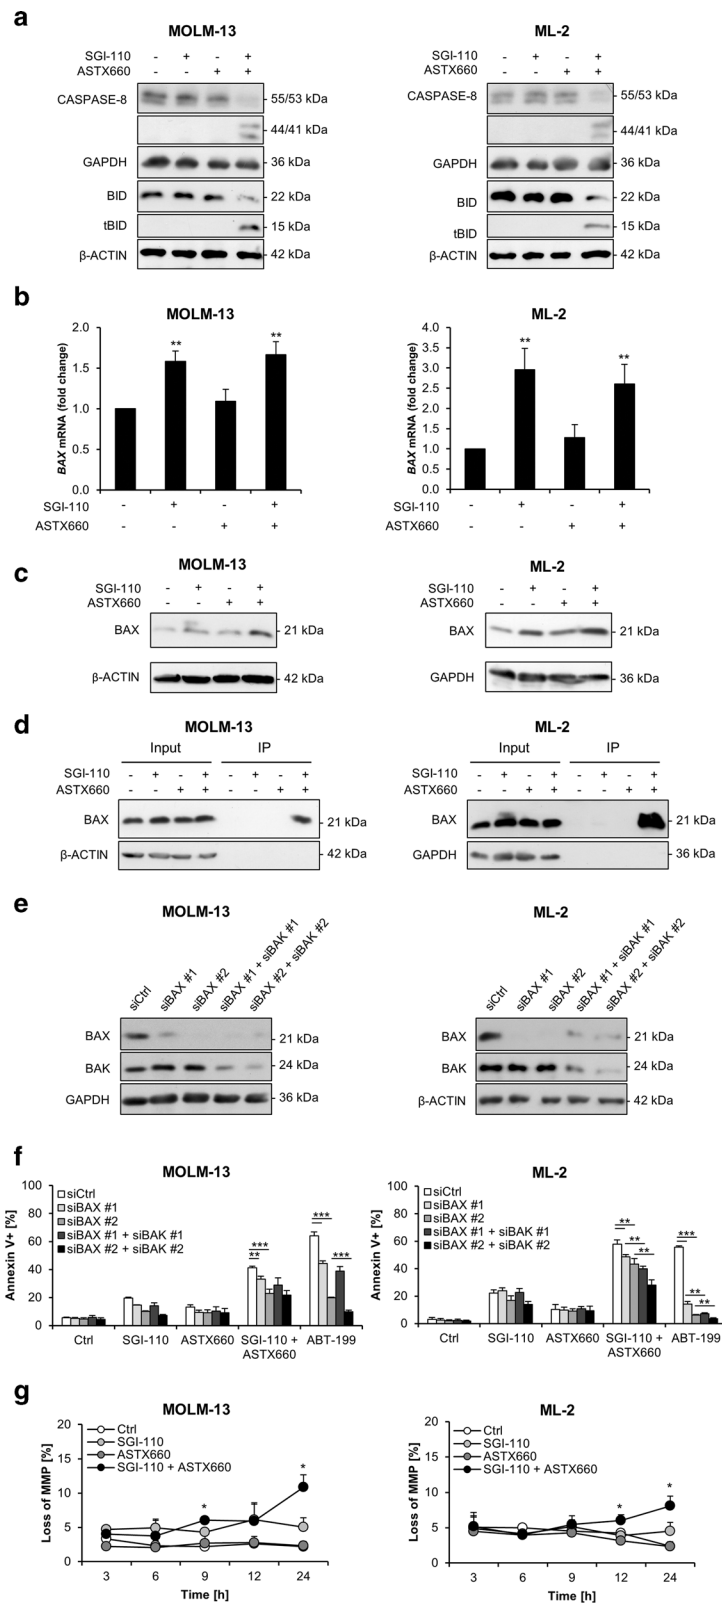 a
MOLM-13
SGI-110 - + - +
ASTX660 - - + +
CASPASE-8 55/53 kDa
44/41 kDa
GAPDH 36 kDa
BID 22 kDa
tBID 15 kDa
β-ACTIN 42 kDa
ML-2
SGI-110 - + - +
ASTX660 - - + +
CASPASE-8 55/53 kDa
44/41 kDa
GAPDH 36 kDa
BID 22 kDa
tBID 15 kDa
β-ACTIN 42 kDa
b
MOLM-13
BAX mRNA (fold change)
2.0
1.5
1.0
0.5
0.0
** **
SGI-110 - + - +
ASTX660 - - + +
ML-2
BAX mRNA (fold change)
4.0
3.5
3.0
2.5
2.0
1.5
1.0
0.5
0.0
** **
SGI-110 - + - +
ASTX660 - - + +
c
MOLM-13
SGI-110 - + - +
ASTX660 - - + +
BAX 21 kDa
β-ACTIN 42 kDa
ML-2
SGI-110 - + - +
ASTX660 - - + +
BAX 21 kDa
GAPDH 36 kDa
d
MOLM-13
Input IP
SGI-110 - + - + - + - +
ASTX660 - - + + - - + +
BAX 21 kDa
β-ACTIN 42 kDa
ML-2
Input IP
SGI-110 - + - + - + - +
ASTX660 - - + + - - + +
BAX 21 kDa
GAPDH 36 kDa
e
MOLM-13
siCtrl
siBAX #1
siBAX #2
siBAX #1 + siBAK #1
siBAX #2 + siBAK #2
BAX 21 kDa
BAK 24 kDa
GAPDH 36 kDa
ML-2
siCtrl
siBAX #1
siBAX #2
siBAX #1 + siBAK #1
siBAX #2 + siBAK #2
BAX 21 kDa
BAK 24 kDa
β-ACTIN 42 kDa
f
MOLM-13
Annexin V+ [%]
100
80
60
40
20
0
siCtrl
siBAX #1
siBAX #2
siBAX #1 + siBAK #1
siBAX #2 + siBAK #2
***
**
***
***
Ctrl SGI-110 ASTX660 SGI-110 + ASTX660 ABT-199
ML-2
Annexin V+ [%]
100
80
60
40
20
0
siCtrl
siBAX #1
siBAX #2
siBAX #1 + siBAK #1
siBAX #2 + siBAK #2
**
**
**
***
**
**
Ctrl SGI-110 ASTX660 SGI-110 + ASTX660 ABT-199
g
MOLM-13
Loss of MMP [%]
20
15
10
5
0
Ctrl
SGI-110
ASTX660
SGI-110 + ASTX660
* *
3 6 9 12 24
Time [h]
ML-2
Loss of MMP [%]
20
15
10
5
0
Ctrl
SGI-110
ASTX660
SGI-110 + ASTX660
* *
3 6 9 12 24
Time [h]